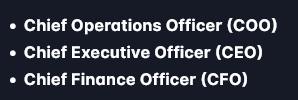 • Chief Operations Officer (COO)
• Chief Executive Officer (CEO)
• Chief Finance Officer (CFO)